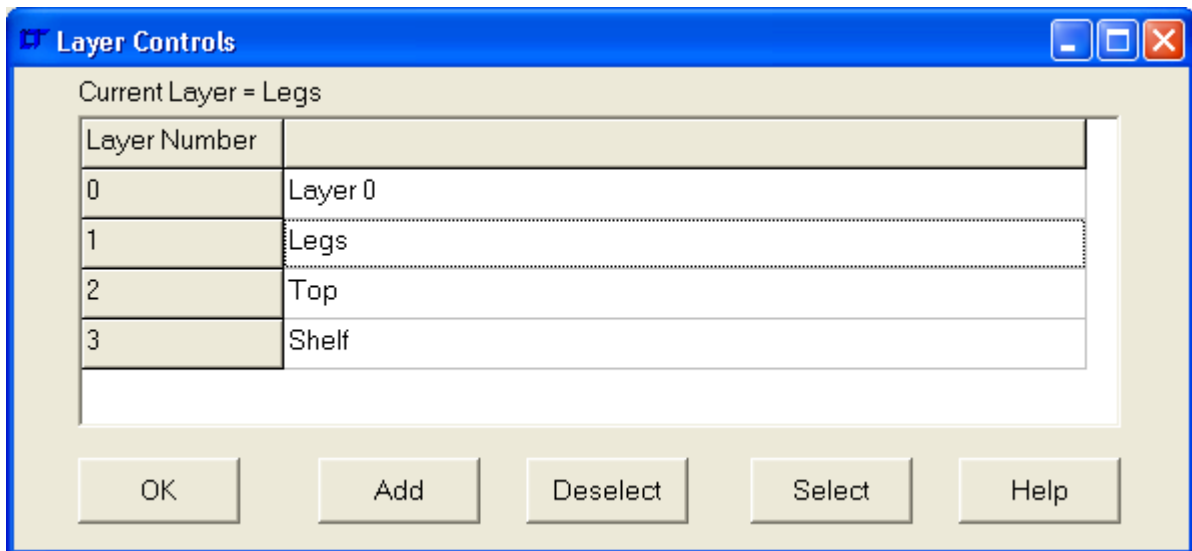 Layer Controls
Current Layer = Legs
Layer Number
0 Layer 0
1 Legs
2 Top
3 Shelf
OK Add Deselect Select Help